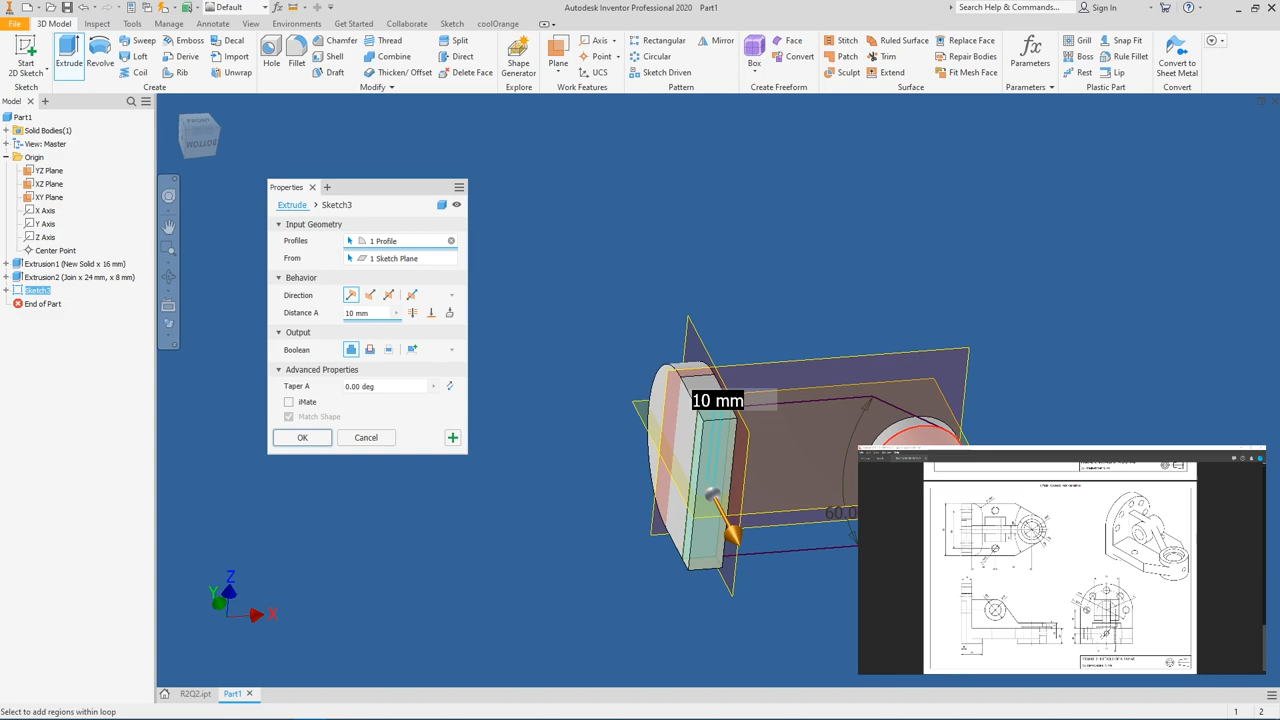 Default
Autodesk Inventor Professional 2020 Part1
Search Help & Commands...
Sign In
File
3D Model
Inspect
Tools
Manage
Annotate
View
Environments
Get Started
Collaborate
Sketch
coolOrange
Start
2D Sketch
Extrude
Revolve
Sweep
Emboss
Decal
Loft
Derive
Import
Coil
Rib
Unwrap
Hole
Fillet
Chamfer
Thread
Split
Shell
Combine
Direct
Draft
Thicken/ Offset
Delete Face
Shape
Generator
Plane
Axis
Point
UCS
Rectangular
Mirror
Circular
Sketch Driven
Box
Face
Convert
Stitch
Ruled Surface
Replace Face
Patch
Trim
Repair Bodies
Sculpt
Extend
Fit Mesh Face
Parameters
Grill
Snap Fit
Boss
Rule Fillet
Rest
Lip
Convert to
Sheet Metal
Sketch
Create
Modify
Explore
Work Features
Pattern
Create Freeform
Surface
Parameters
Plastic Part
Convert
Model
Part1
Solid Bodies(1)
View: Master
Origin
YZ Plane
XZ Plane
XY Plane
X Axis
Y Axis
Z Axis
Center Point
Extrusion1 (New Solid x 16 mm)
Extrusion2 (Join x 24 mm, x 8 mm)
Sketch3
End of Part
BOTTOM
Properties
Extrude > Sketch3
Input Geometry
Profiles
1 Profile
From
1 Sketch Plane
Behavior
Direction
Distance A
10 mm
Output
Boolean
Advanced Properties
Taper A
0.00 deg
iMate
Match Shape
OK
Cancel
10 mm
60.0
Z
Y
X
R2Q2.ipt
Part1
Select to add regions within loop
1
2